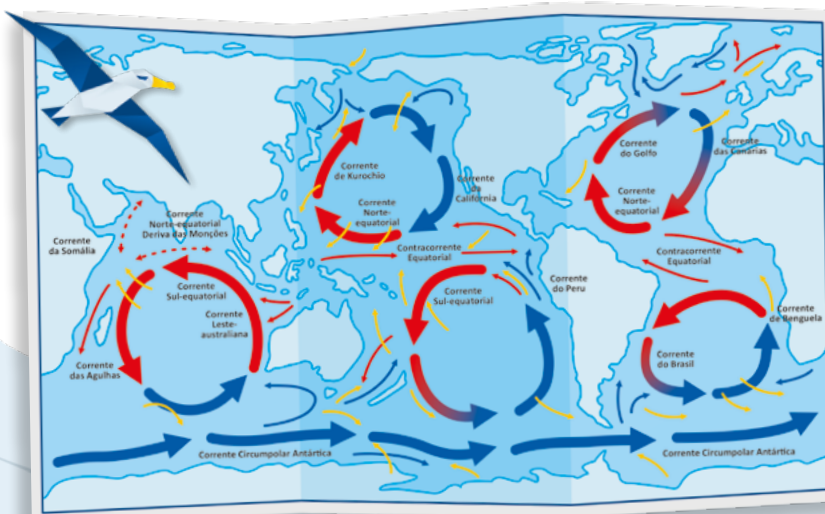 Corrente
do Golfo
Corrente
das Canárias
Corrente
de Kurochio
Corrente
da
Califórnia
Corrente
Norte-
equatorial
Corrente
Norte-
equatorial
Corrente
Norte-equatorial
Deriva das Monções
Corrente
da Somália
Contracorrente
Equatorial
Contracorrente
Equatorial
Corrente
do Peru
Corrente
Sul-equatorial
Corrente
Sul-equatorial
Corrente
Leste-
australiana
Corrente
de Benguela
Corrente
do Brasil
Corrente
das Agulhas
Corrente Circumpolar Antártica
Corrente Circumpolar Antártica